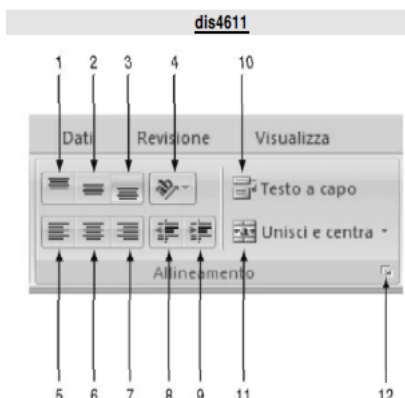 dis4611
1 2 3 4 10
Dati Revisione Visualizza
Testo a capo
Unisci e centra
Allineamento
5 6 7 8 9 11 12